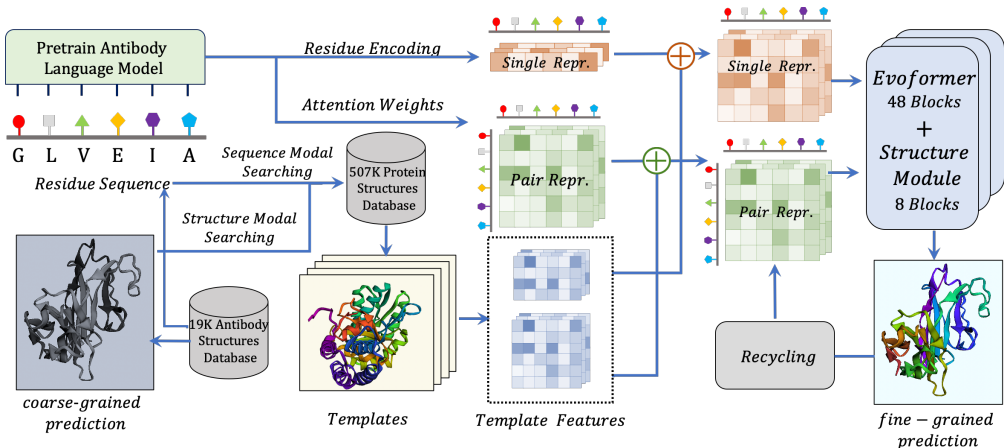 Pretrain Antibody
Language Model
G L V E I A
Residue Encoding
Attention Weights
Residue Sequence
Sequence Modal
Searching
Structure Modal
Searching
507K Protein
Structures
Database
19K Antibody
Structures
Database
coarse-grained
prediction
Templates
Template Features
Single Repr.
Pair Repr.
Single Repr.
Pair Repr.
Evoformer
48 Blocks
+
Structure
Module
8 Blocks
Recycling
fine-grained
prediction